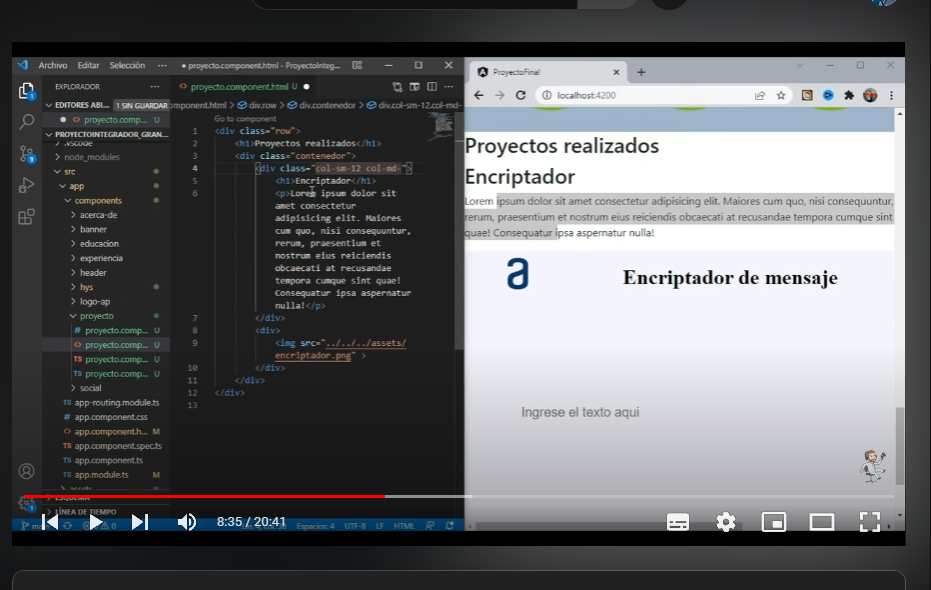 Archivo Editar Selección ··· ● proyecto.component.html - ProyectoInteg...
EXPLORADOR ···
EDITORES ABI... 1 SIN GUARDAR
● <> proyecto.comp... U
PROYECTOINTEGRADOR_GRAN...
.vscode
node_modules
src
app
components
acerca-de
banner
educacion
experiencia
header
hys
logo-ap
proyecto
# proyecto.comp... U
<> proyecto.comp... U
TS proyecto.comp... U
TS proyecto.comp... U
social
TS app-routing.module.ts
# app.component.css
<> app.component.h... M
TS app.component.spec.ts
TS app.component.ts
TS app.module.ts M
assets
ESQUEMA
LÍNEA DE TIEMPO
<> proyecto.component.html U ●
omponent.html > div.row > div.contenedor > div.col-sm-12.col-md-
Go to component
1 <div class="row">
2 <h1>Proyectos realizados</h1>
3 <div class="contenedor">
4 <div class="col-sm-12 col-md-">
5 <h1>Encriptador</h1>
6 <p>Lorem ipsum dolor sit
amet consectetur
adipisicing elit. Maiores
cum quo, nisi consequuntur,
rerum, praesentium et
nostrum eius reiciendis
obcaecati at recusandae
tempora cumque sint quae!
Consequatur ipsa aspernatur
nulla!</p>
7 </div>
8 <div>
9 <img src="../../../assets/
encriptador.png" >
10 </div>
11 </div>
12 </div>
13
Espacios: 4 UTF-8 LF HTML
ProyectoFinal
localhost:4200
Proyectos realizados
Encriptador
Lorem ipsum dolor sit amet consectetur adipisicing elit. Maiores cum quo, nisi consequuntur,
rerum, praesentium et nostrum eius reiciendis obcaecati at recusandae tempora cumque sint
quae! Consequatur ipsa aspernatur nulla!
a
Encriptador de mensaje
Ingrese el texto aqui
8:35 / 20:41